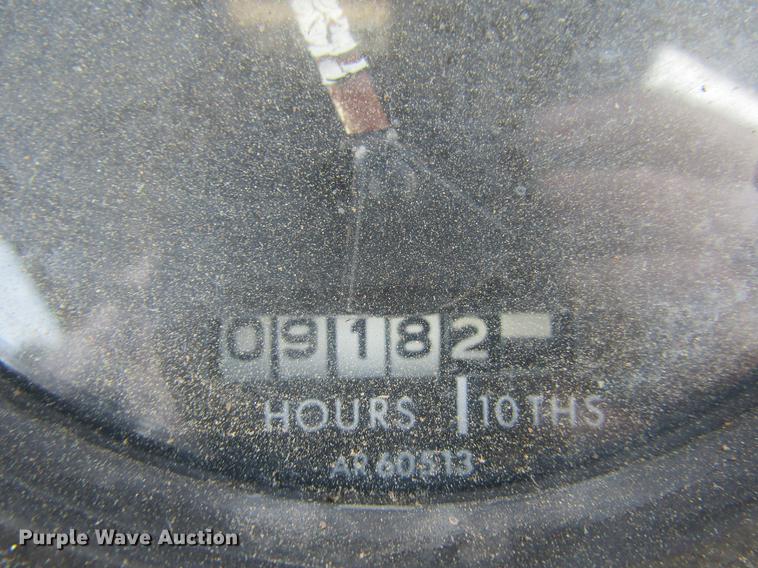 09182
HOURS 10THS
AR60513
Purple Wave Auction